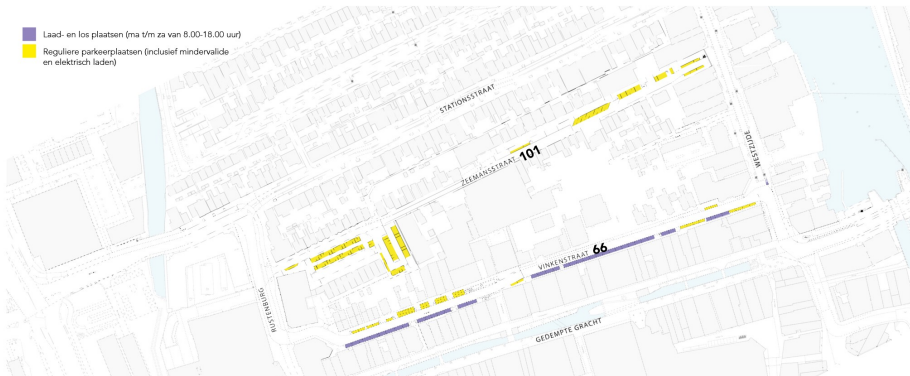 Laad- en los plaatsen (ma t/m za van 8.00-18.00 uur)
Reguliere parkeerplaatsen (inclusief mindervalide
en elektrisch laden)
STATIONSSTRAAT
ZEEMANSSTRAAT 101
WESTZIJDE
VINKENSTRAAT 66
RUSTENBURG
GEDEMPTE GRACHT